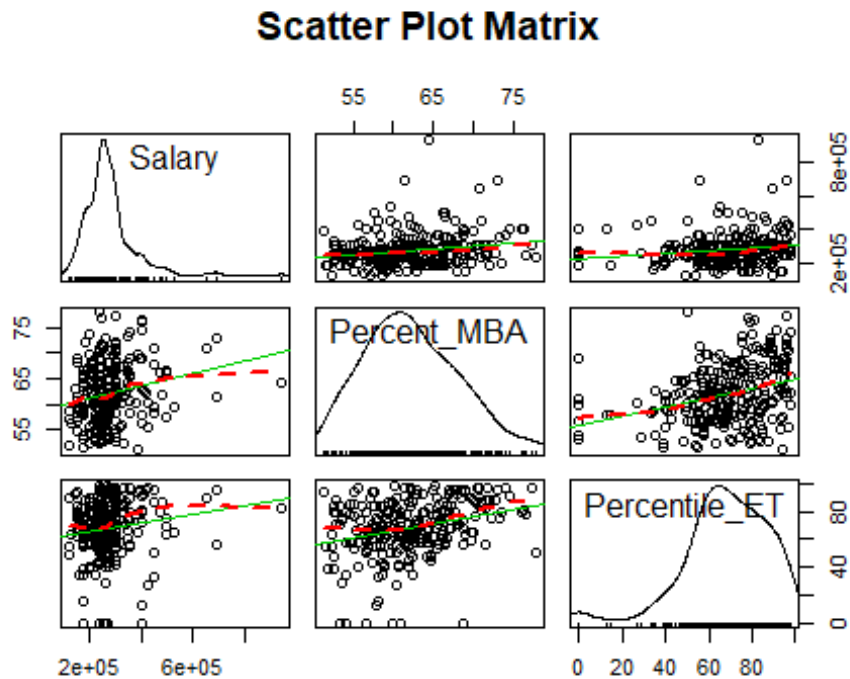 Scatter Plot Matrix
55 65 75
Salary
8e+05
2e+05
75
65
55
Percent_MBA
Percentile_ET
80
40
0
2e+05 6e+05
0 20 40 60 80